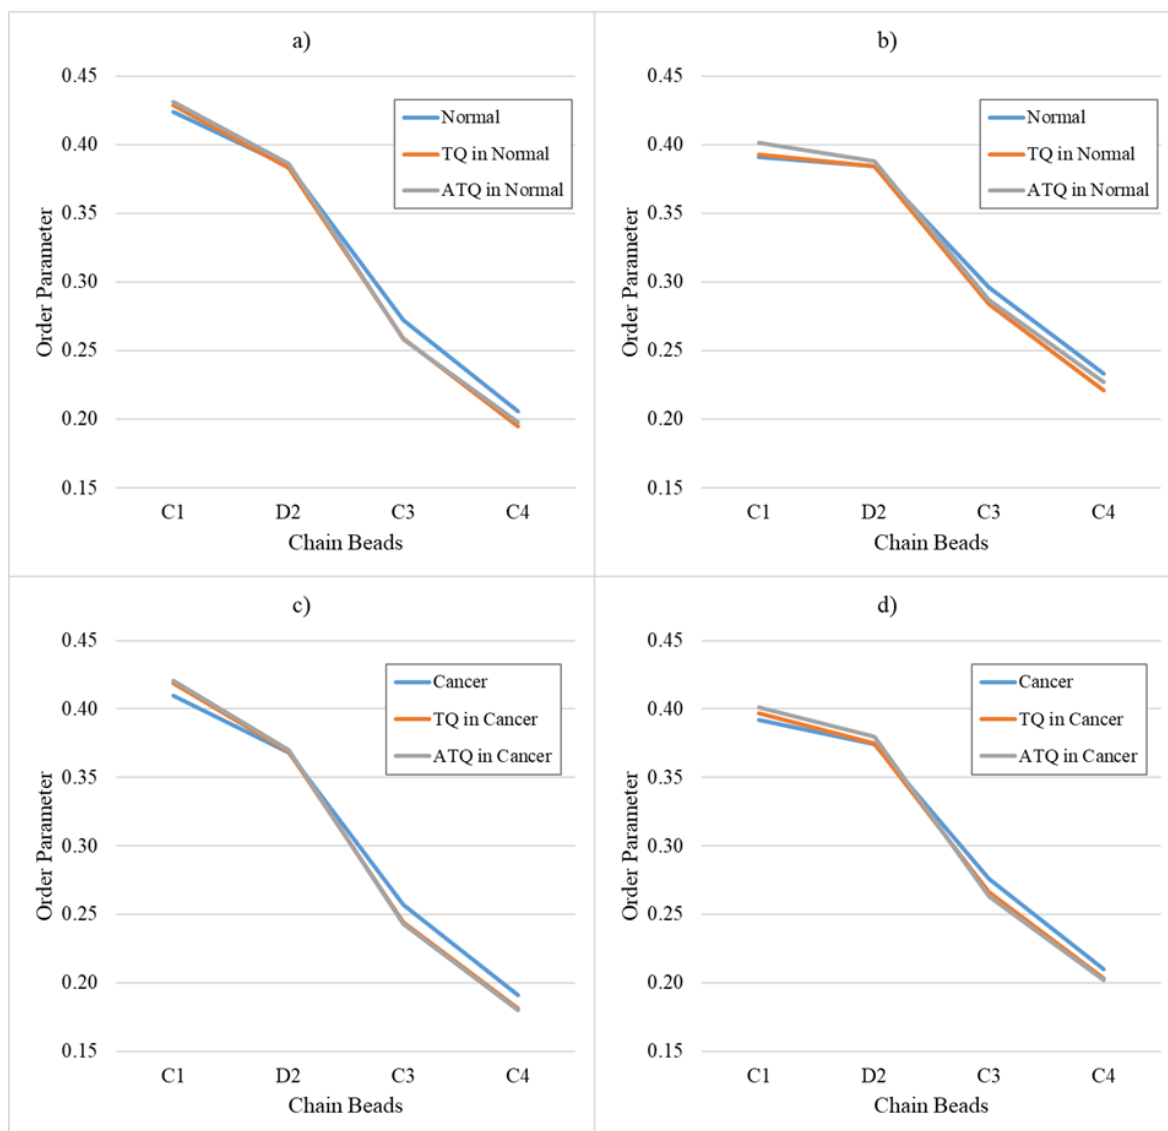 a)
0.45
0.40
0.35
0.30
0.25
0.20
0.15
Order Parameter
Normal
TQ in Normal
ATQ in Normal
C1 D2 C3 C4
Chain Beads
b)
0.45
0.40
0.35
0.30
0.25
0.20
0.15
Order Parameter
Normal
TQ in Normal
ATQ in Normal
C1 D2 C3 C4
Chain Beads
c)
0.45
0.40
0.35
0.30
0.25
0.20
0.15
Order Parameter
Cancer
TQ in Cancer
ATQ in Cancer
C1 D2 C3 C4
Chain Beads
d)
0.45
0.40
0.35
0.30
0.25
0.20
0.15
Order Parameter
Cancer
TQ in Cancer
ATQ in Cancer
C1 D2 C3 C4
Chain Beads